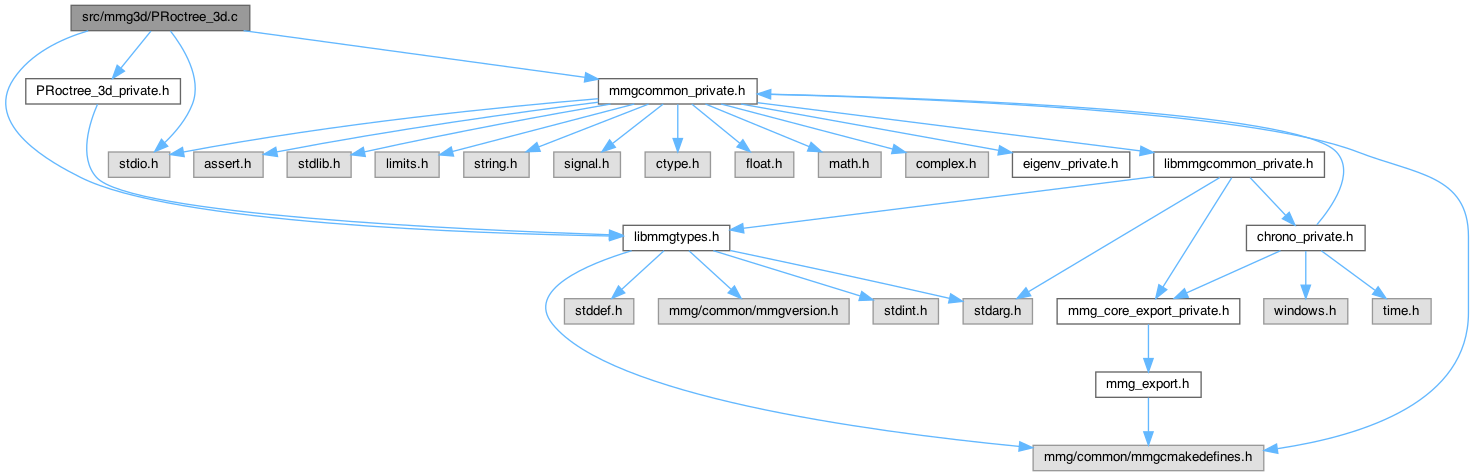 src/mmg3d/PRoctree_3d.c
PRoctree_3d_private.h
mmgcommon_private.h
stdio.h
assert.h
stdlib.h
limits.h
string.h
signal.h
ctype.h
float.h
math.h
complex.h
eigenv_private.h
libmmgcommon_private.h
libmmgtypes.h
chrono_private.h
stddef.h
mmg/common/mmgversion.h
stdint.h
stdarg.h
mmg_core_export_private.h
windows.h
time.h
mmg_export.h
mmg/common/mmgcmakedefines.h